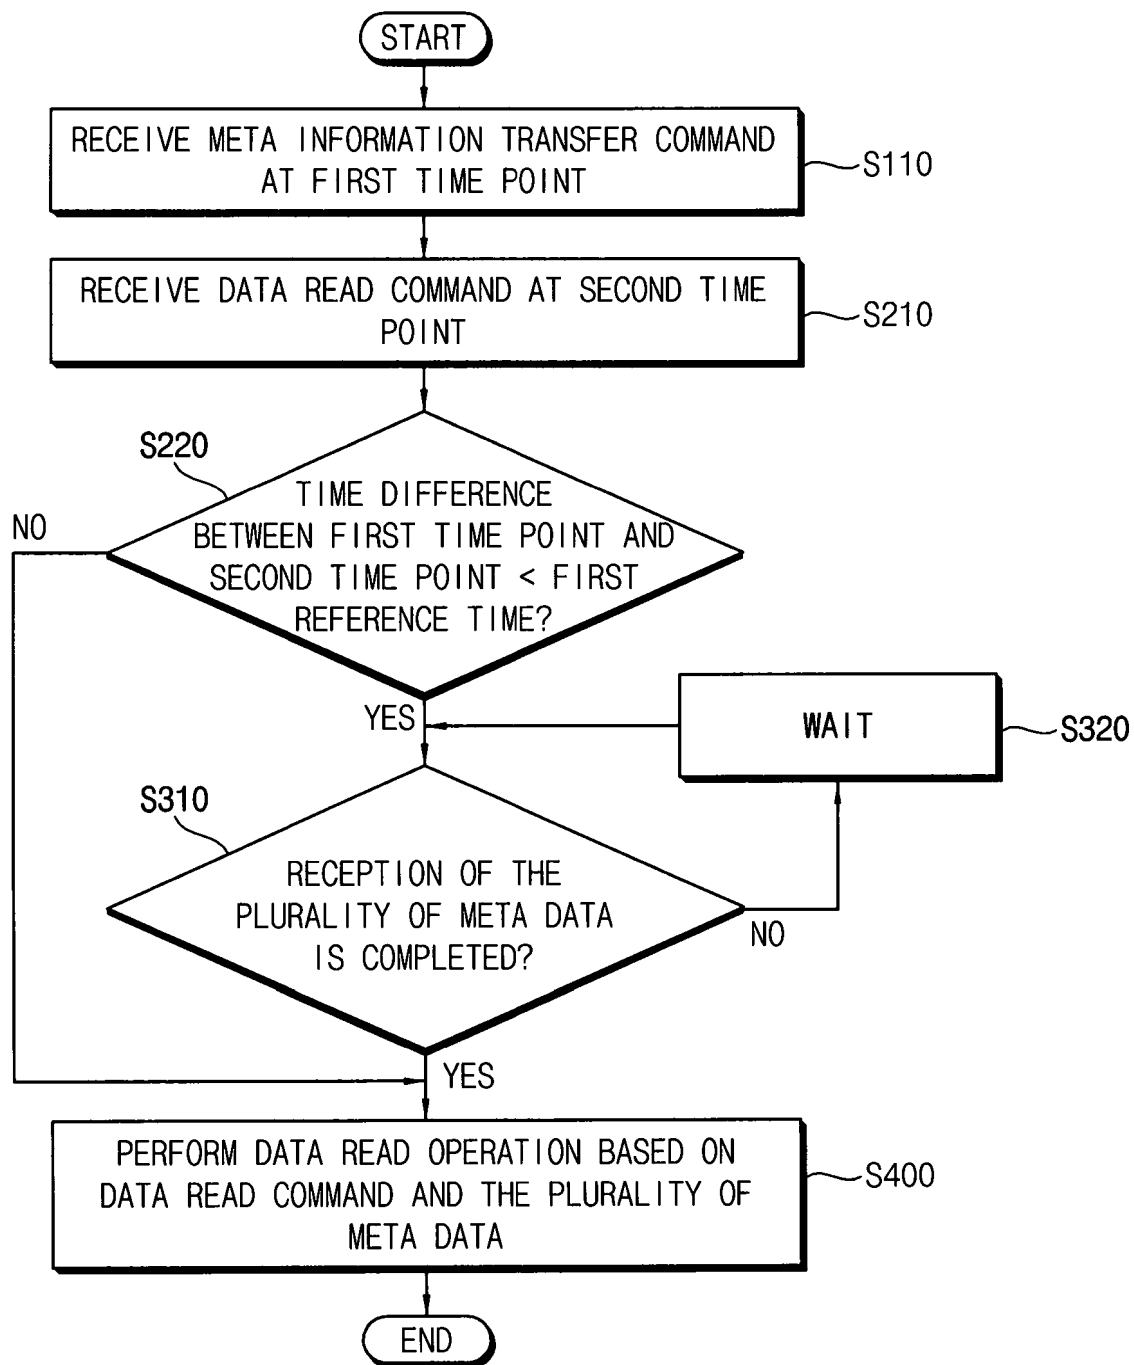 START
RECEIVE META INFORMATION TRANSFER COMMAND
AT FIRST TIME POINT
S110
RECEIVE DATA READ COMMAND AT SECOND TIME
POINT
S210
S220
TIME DIFFERENCE
BETWEEN FIRST TIME POINT AND
SECOND TIME POINT < FIRST
REFERENCE TIME?
NO
YES
WAIT
S320
S310
RECEPTION OF THE
PLURALITY OF META DATA
IS COMPLETED?
NO
YES
PERFORM DATA READ OPERATION BASED ON
DATA READ COMMAND AND THE PLURALITY OF
META DATA
S400
END